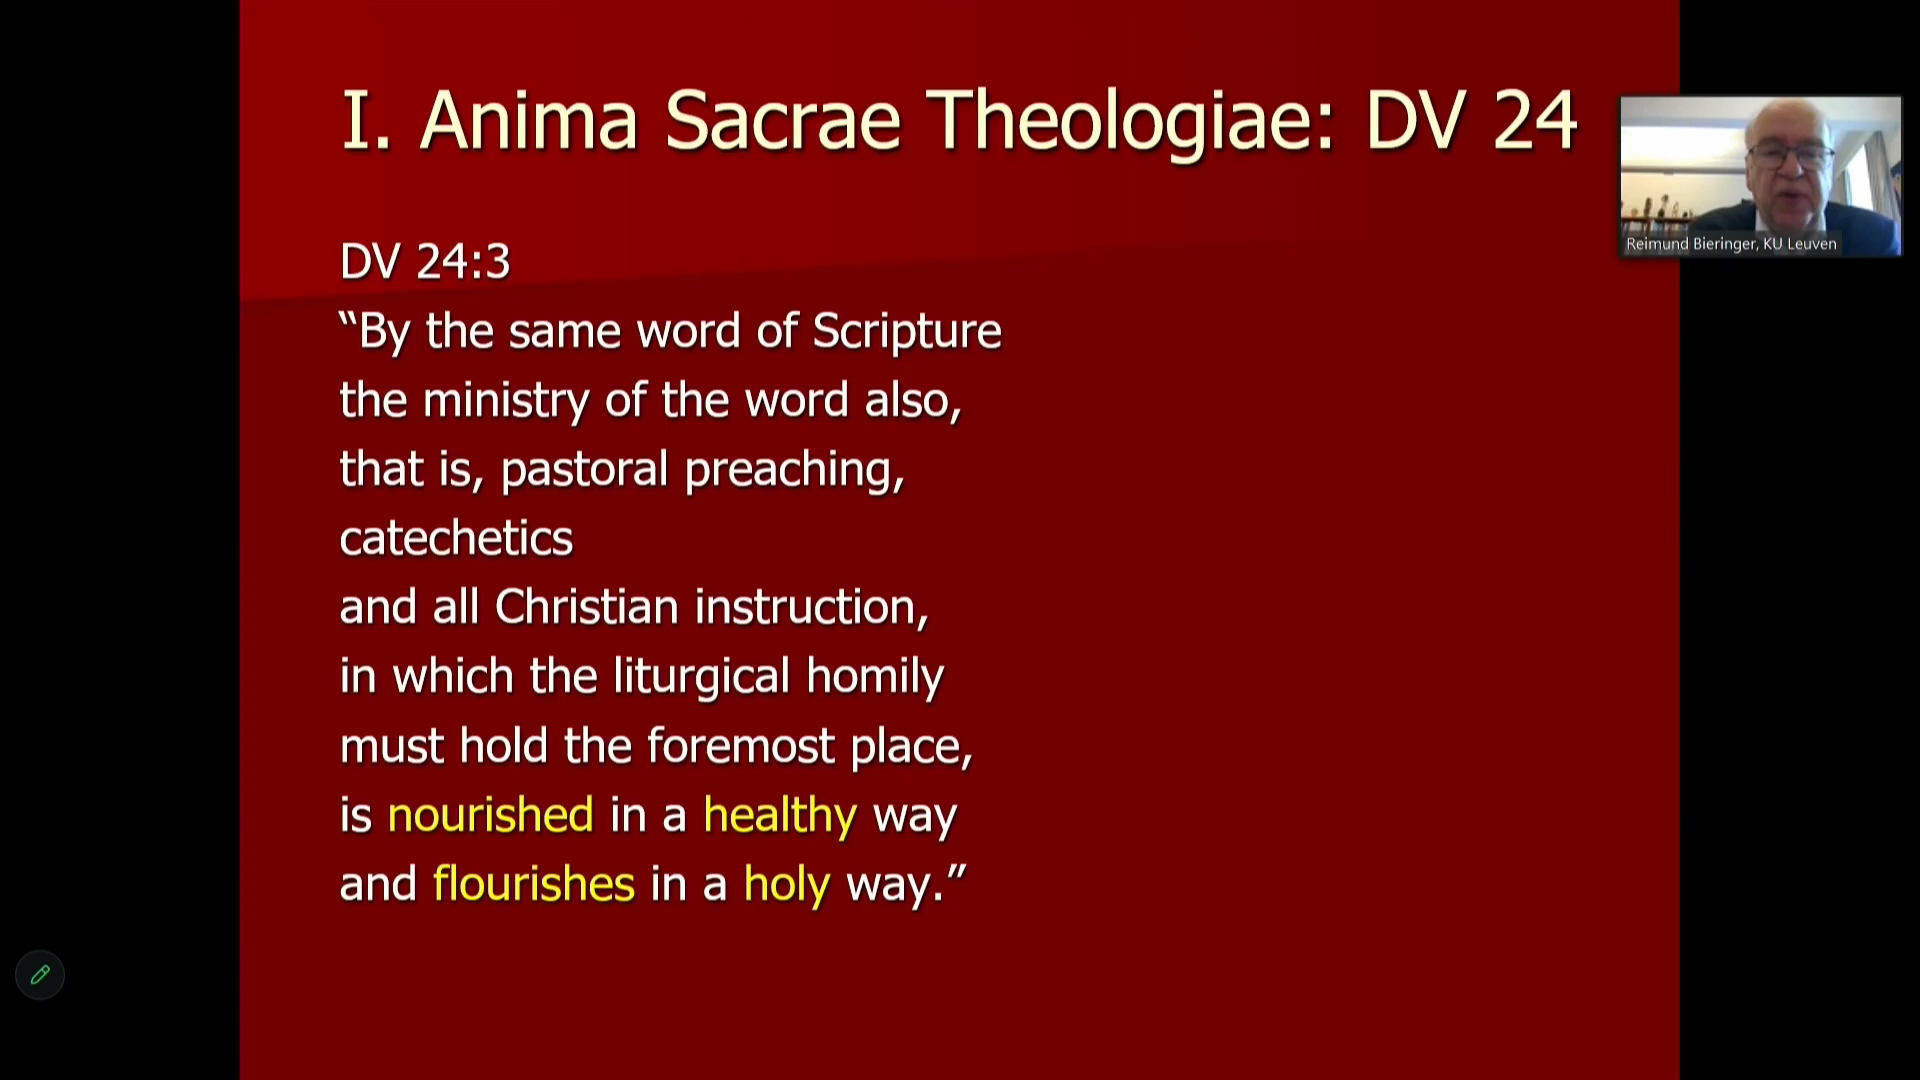 I. Anima Sacrae Theologiae: DV 24
Reimund Bieringer, KU Leuven
DV 24:3
“By the same word of Scripture
the ministry of the word also,
that is, pastoral preaching,
catechetics
and all Christian instruction,
in which the liturgical homily
must hold the foremost place,
is nourished in a healthy way
and flourishes in a holy way.”